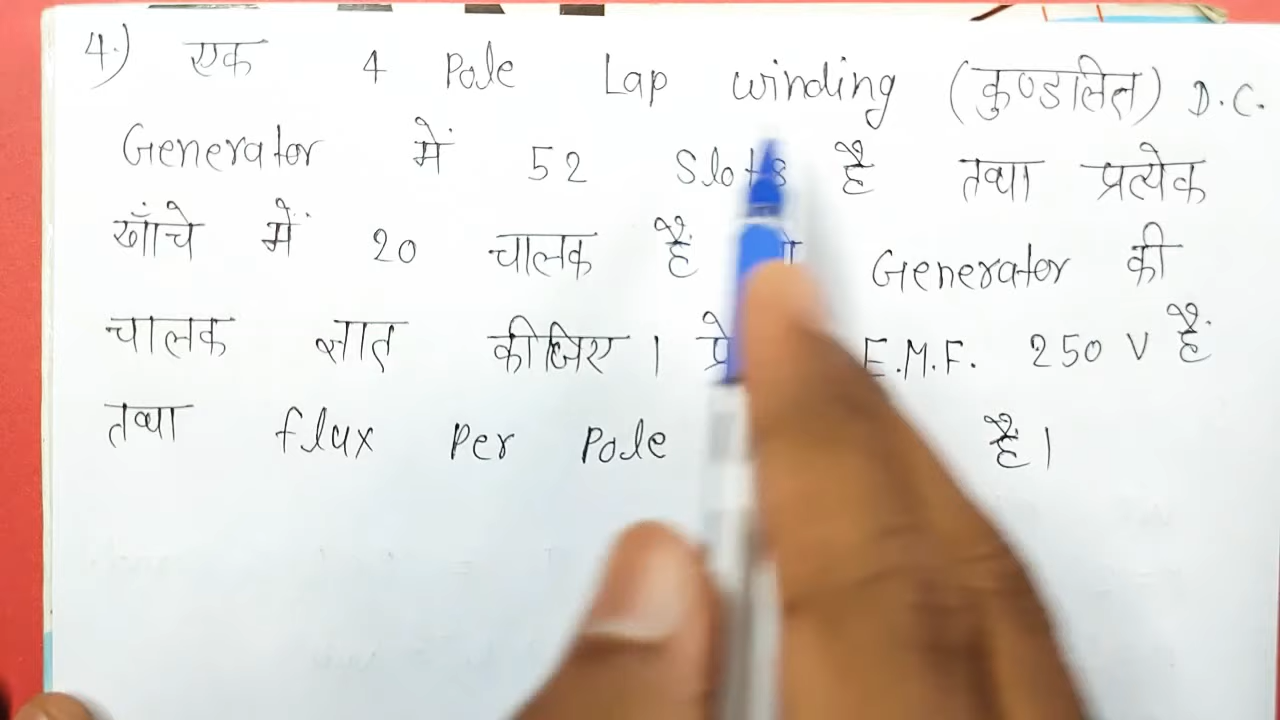 4.) एक 4 Pole Lap winding (कुण्डलित) D.C.
Generator में 52 Slots है तथा प्रत्येक
खाँचे में 20 चालक हैं Generator की
चालक ज्ञात कीजिए । E.M.F. 250 V हैं
तथा flux Per Pole हैं।